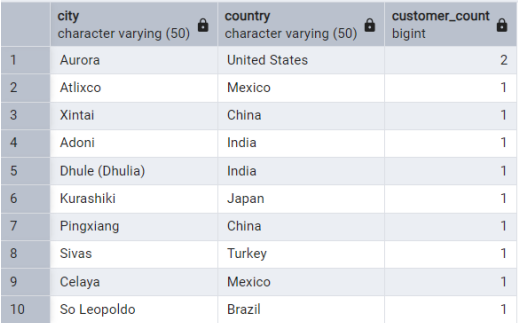 city country customer_count
character varying (50) character varying (50) bigint
1 Aurora United States 2
2 Atlixco Mexico 1
3 Xintai China 1
4 Adoni India 1
5 Dhule (Dhulia) India 1
6 Kurashiki Japan 1
7 Pingxiang China 1
8 Sivas Turkey 1
9 Celaya Mexico 1
10 So Leopoldo Brazil 1